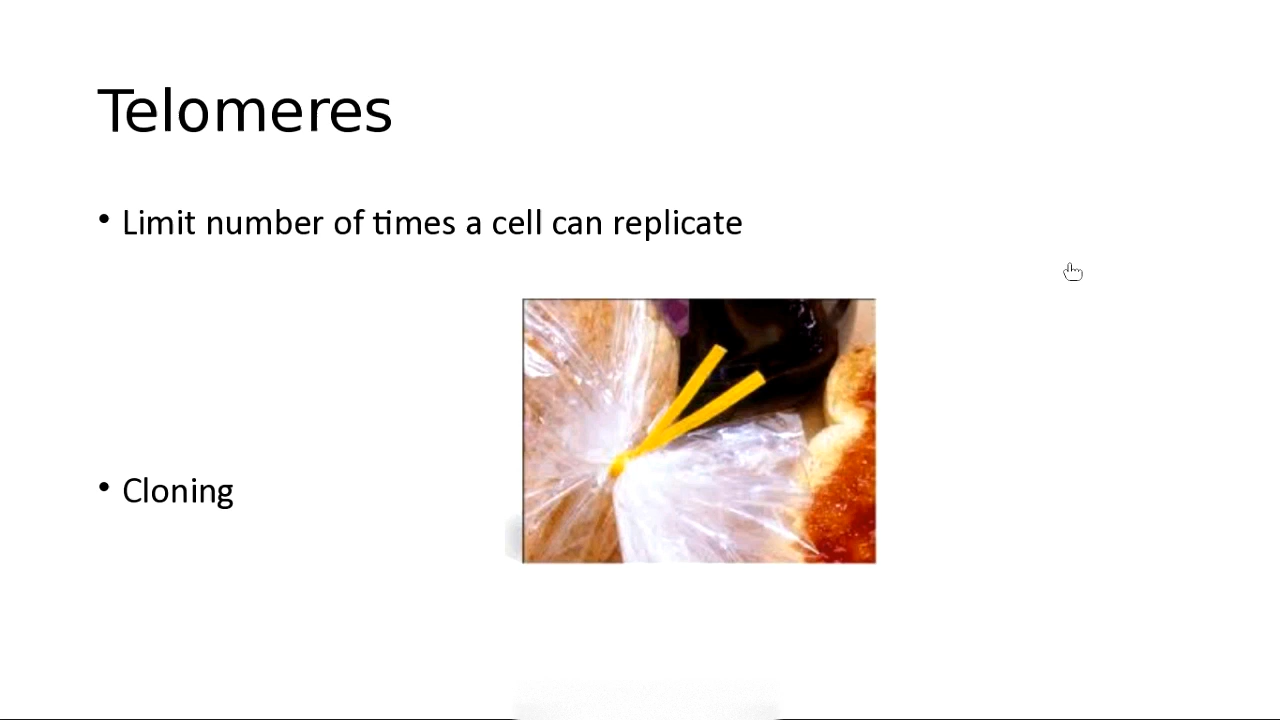 Telomeres
• Limit number of times a cell can replicate
• Cloning